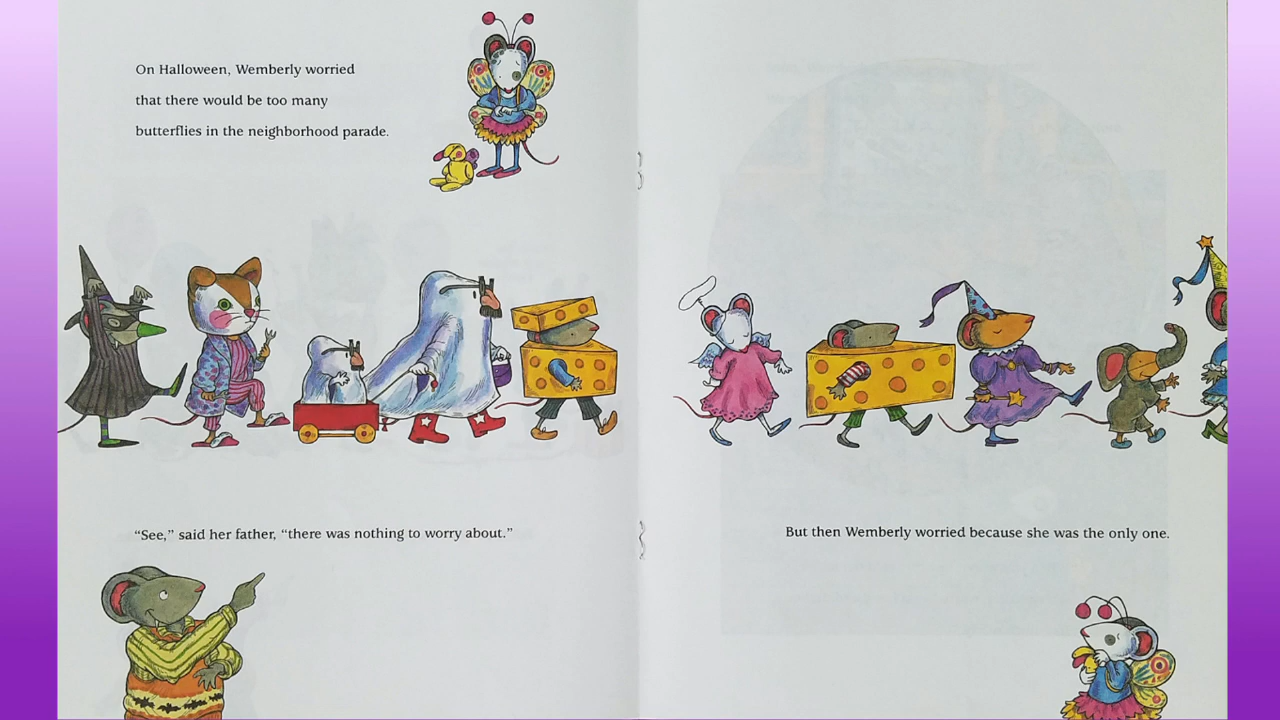 On Halloween, Wemberly worried
that there would be too many
butterflies in the neighborhood parade.
“See,” said her father, “there was nothing to worry about.”
But then Wemberly worried because she was the only one.